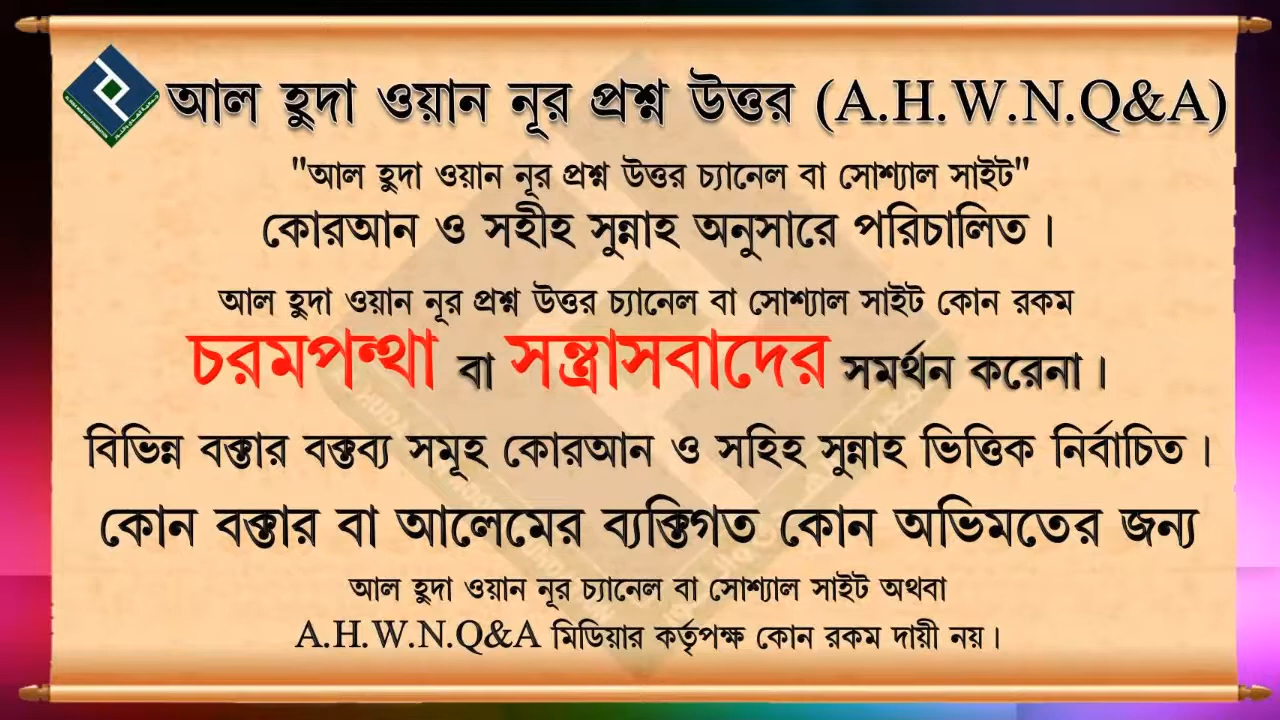 আল হুদা ওয়ান নূর প্রশ্ন উত্তর (A.H.W.N.Q&A)
"আল হুদা ওয়ান নূর প্রশ্ন উত্তর চ্যানেল বা সোশ্যাল সাইট"
কোরআন ও সহীহ সুন্নাহ অনুসারে পরিচালিত।
আল হুদা ওয়ান নূর প্রশ্ন উত্তর চ্যানেল বা সোশ্যাল সাইট কোন রকম
চরমপন্থা বা সন্ত্রাসবাদের সমর্থন করেনা।
বিভিন্ন বক্তার বক্তব্য সমূহ কোরআন ও সহিহ সুন্নাহ ভিত্তিক নির্বাচিত।
কোন বক্তার বা আলেমের ব্যক্তিগত কোন অভিমতের জন্য
আল হুদা ওয়ান নূর চ্যানেল বা সোশ্যাল সাইট অথবা
A.H.W.N.Q&A মিডিয়ার কর্তৃপক্ষ কোন রকম দায়ী নয়।